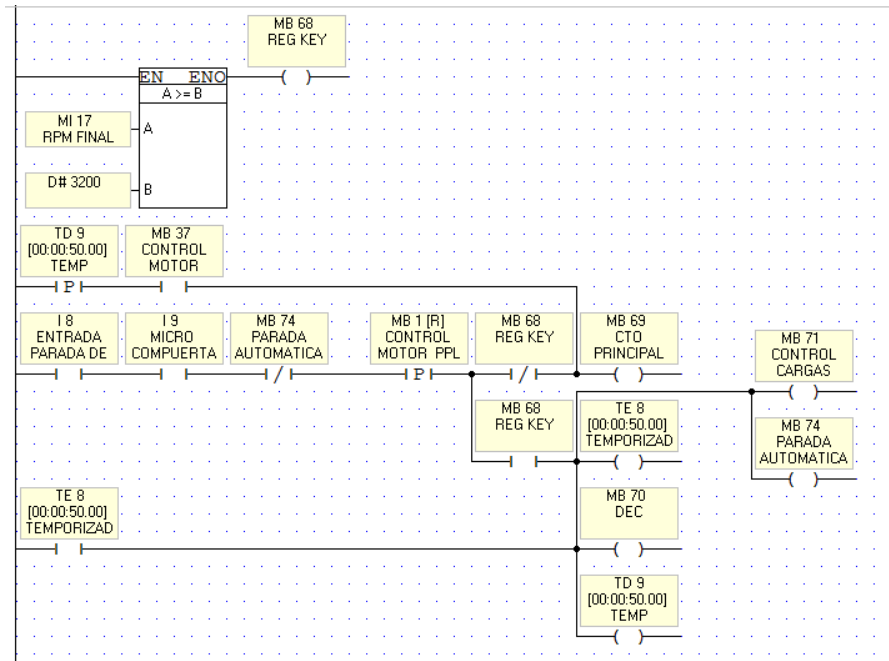 MB 68
REG KEY
EN ENO
A >= B
MI 17
RPM FINAL
A
D# 3200
B
TD 9
[00:00:50.00]
TEMP
MB 37
CONTROL
MOTOR
P
I 8
ENTRADA
PARADA DE
I 9
MICRO
COMPUERTA
MB 74
PARADA
AUTOMATICA
MB 1 [R]
CONTROL
MOTOR PPL
P
MB 68
REG KEY
MB 69
CTO
PRINCIPAL
MB 71
CONTROL
CARGAS
MB 68
REG KEY
TE 8
[00:00:50.00]
TEMPORIZAD
MB 74
PARADA
AUTOMATICA
TE 8
[00:00:50.00]
TEMPORIZAD
MB 70
DEC
TD 9
[00:00:50.00]
TEMP